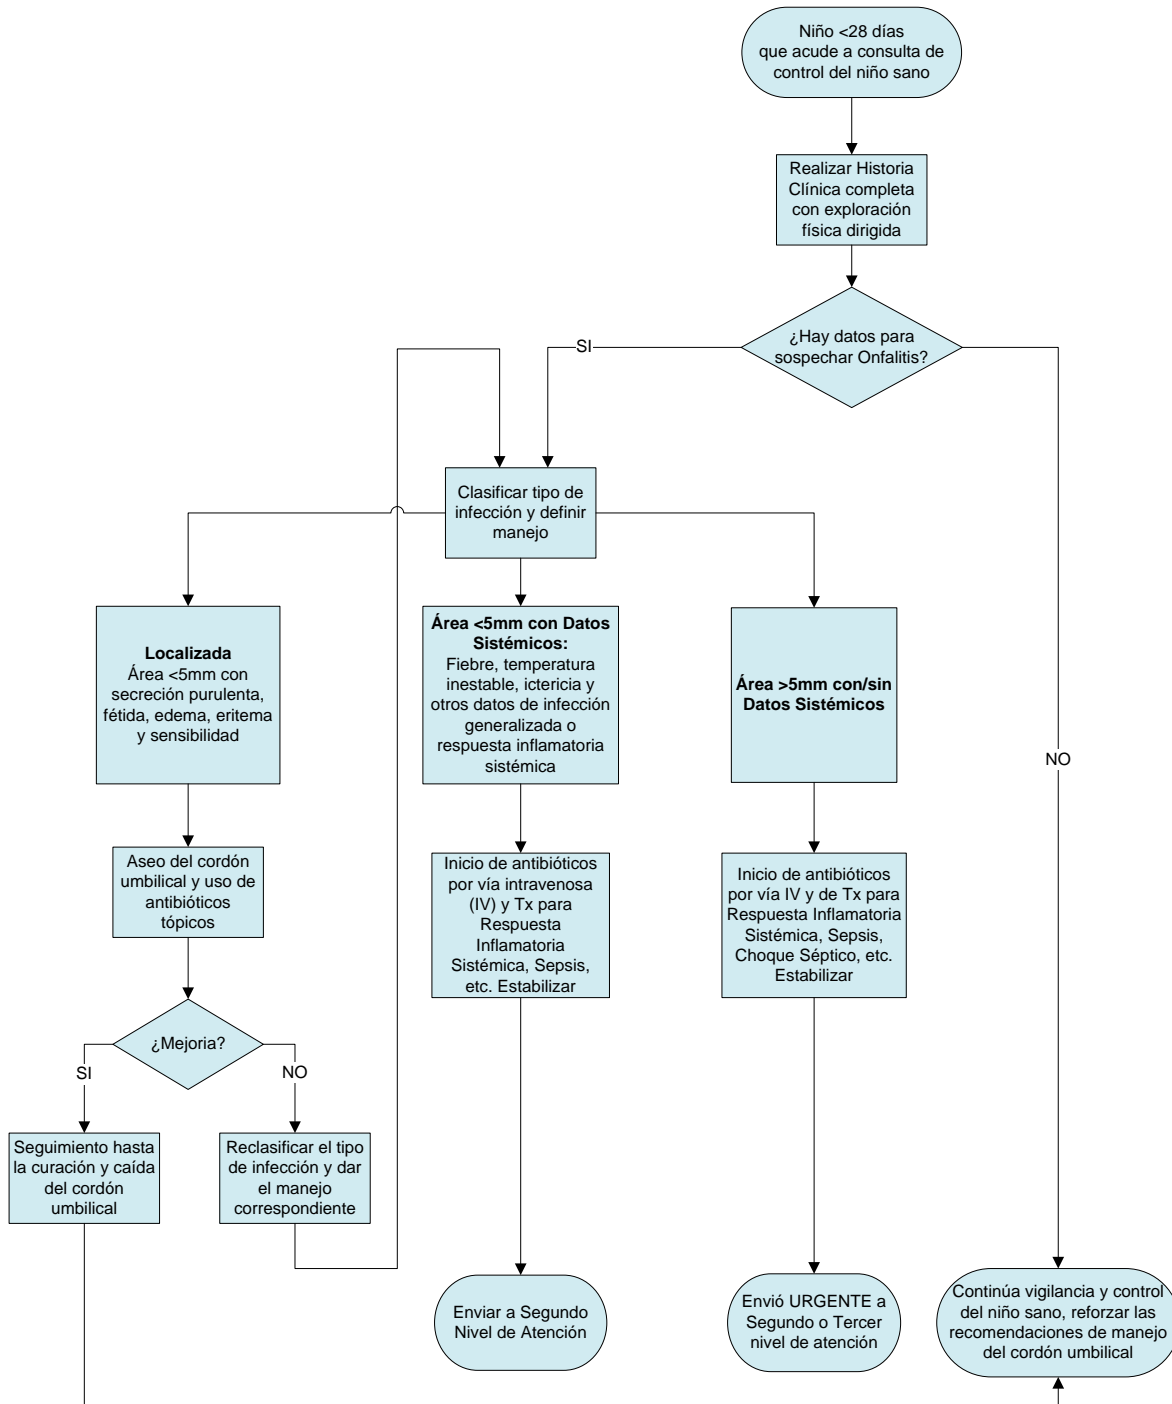 Niño <28 días
que acude a consulta de
control del niño sano
Realizar Historia
Clínica completa
con exploración
física dirigida
¿Hay datos para
sospechar Onfalitis?
SI
NO
Clasificar tipo de
infección y definir
manejo
Localizada
Área <5mm con
secreción purulenta,
fétida, edema, eritema
y sensibilidad
Área <5mm con Datos
Sistémicos:
Fiebre, temperatura
inestable, ictericia y
otros datos de infección
generalizada o
respuesta inflamatoria
sistémica
Área >5mm con/sin
Datos Sistémicos
Aseo del cordón
umbilical y uso de
antibióticos
tópicos
Inicio de antibióticos
por vía intravenosa
(IV) y Tx para
Respuesta
Inflamatoria
Sistémica, Sepsis,
etc. Estabilizar
Inicio de antibióticos
por vía IV y de Tx para
Respuesta Inflamatoria
Sistémica, Sepsis,
Choque Séptico, etc.
Estabilizar
¿Mejoria?
SI
NO
Seguimiento hasta
la curación y caída
del cordón
umbilical
Reclasificar el tipo
de infección y dar
el manejo
correspondiente
Enviar a Segundo
Nivel de Atención
Envió URGENTE a
Segundo o Tercer
nivel de atención
Continúa vigilancia y control
del niño sano, reforzar las
recomendaciones de manejo
del cordón umbilical